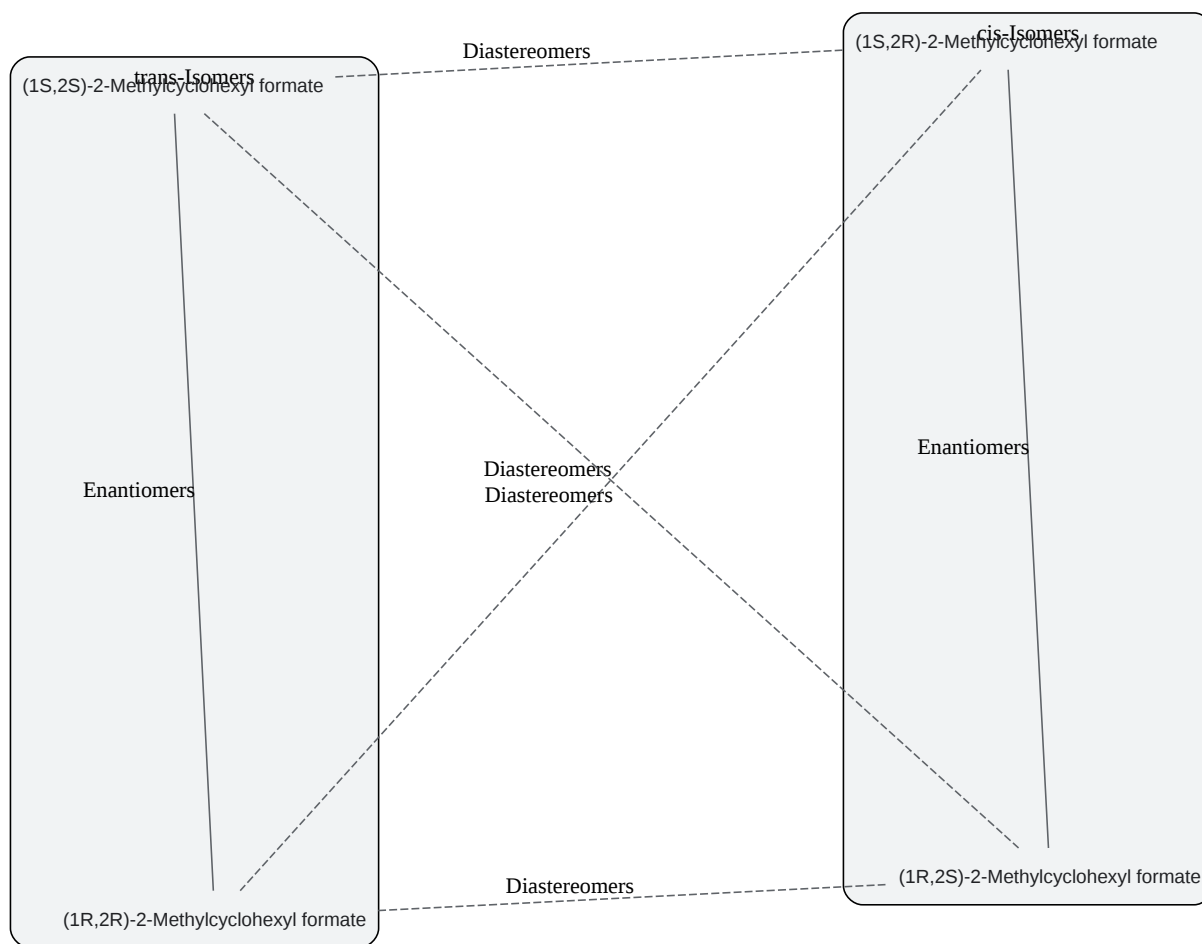 cis-Isomers
(1S,2R)-2-Methylcyclohexyl formate
Diastereomers
trans-Isomers
(1S,2S)-2-Methylcyclohexyl formate
Enantiomers
Diastereomers
Diastereomers
Enantiomers
Diastereomers
(1R,2S)-2-Methylcyclohexyl formate
(1R,2R)-2-Methylcyclohexyl formate